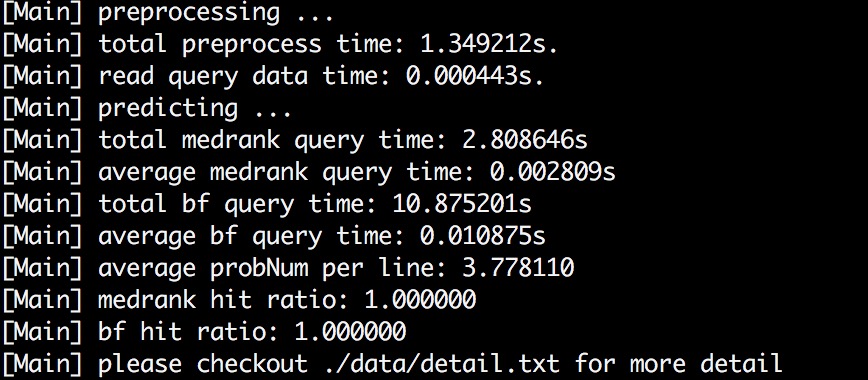 [Main] preprocessing ...
[Main] total preprocess time: 1.349212s.
[Main] read query data time: 0.000443s.
[Main] predicting ...
[Main] total medrank query time: 2.808646s
[Main] average medrank query time: 0.002809s
[Main] total bf query time: 10.875201s
[Main] average bf query time: 0.010875s
[Main] average probNum per line: 3.778110
[Main] medrank hit ratio: 1.000000
[Main] bf hit ratio: 1.000000
[Main] please checkout ./data/detail.txt for more detail